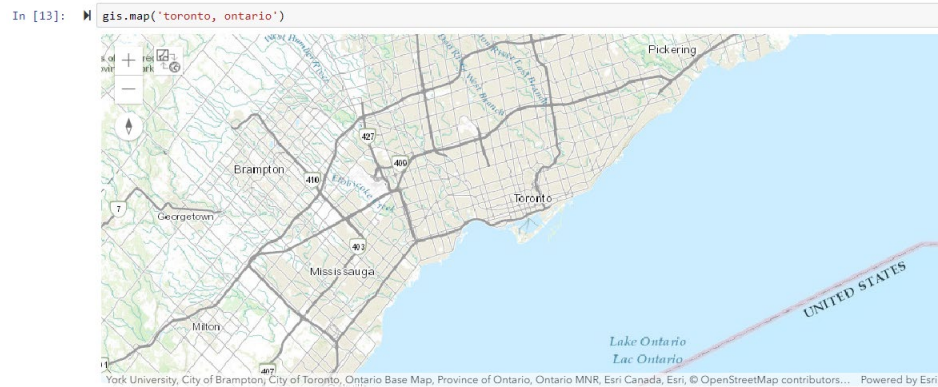 In [13]:
gis.map('toronto, ontario')
Pickering
427
409
Brampton
410
Toronto
7
Georgetown
403
Mississauga
UNITED STATES
Milton
Lake Ontario
Lac Ontario
407
York University, City of Brampton, City of Toronto, Ontario Base Map, Province of Ontario, Ontario MNR, Esri Canada, Esri, © OpenStreetMap contributors... Powered by Esri